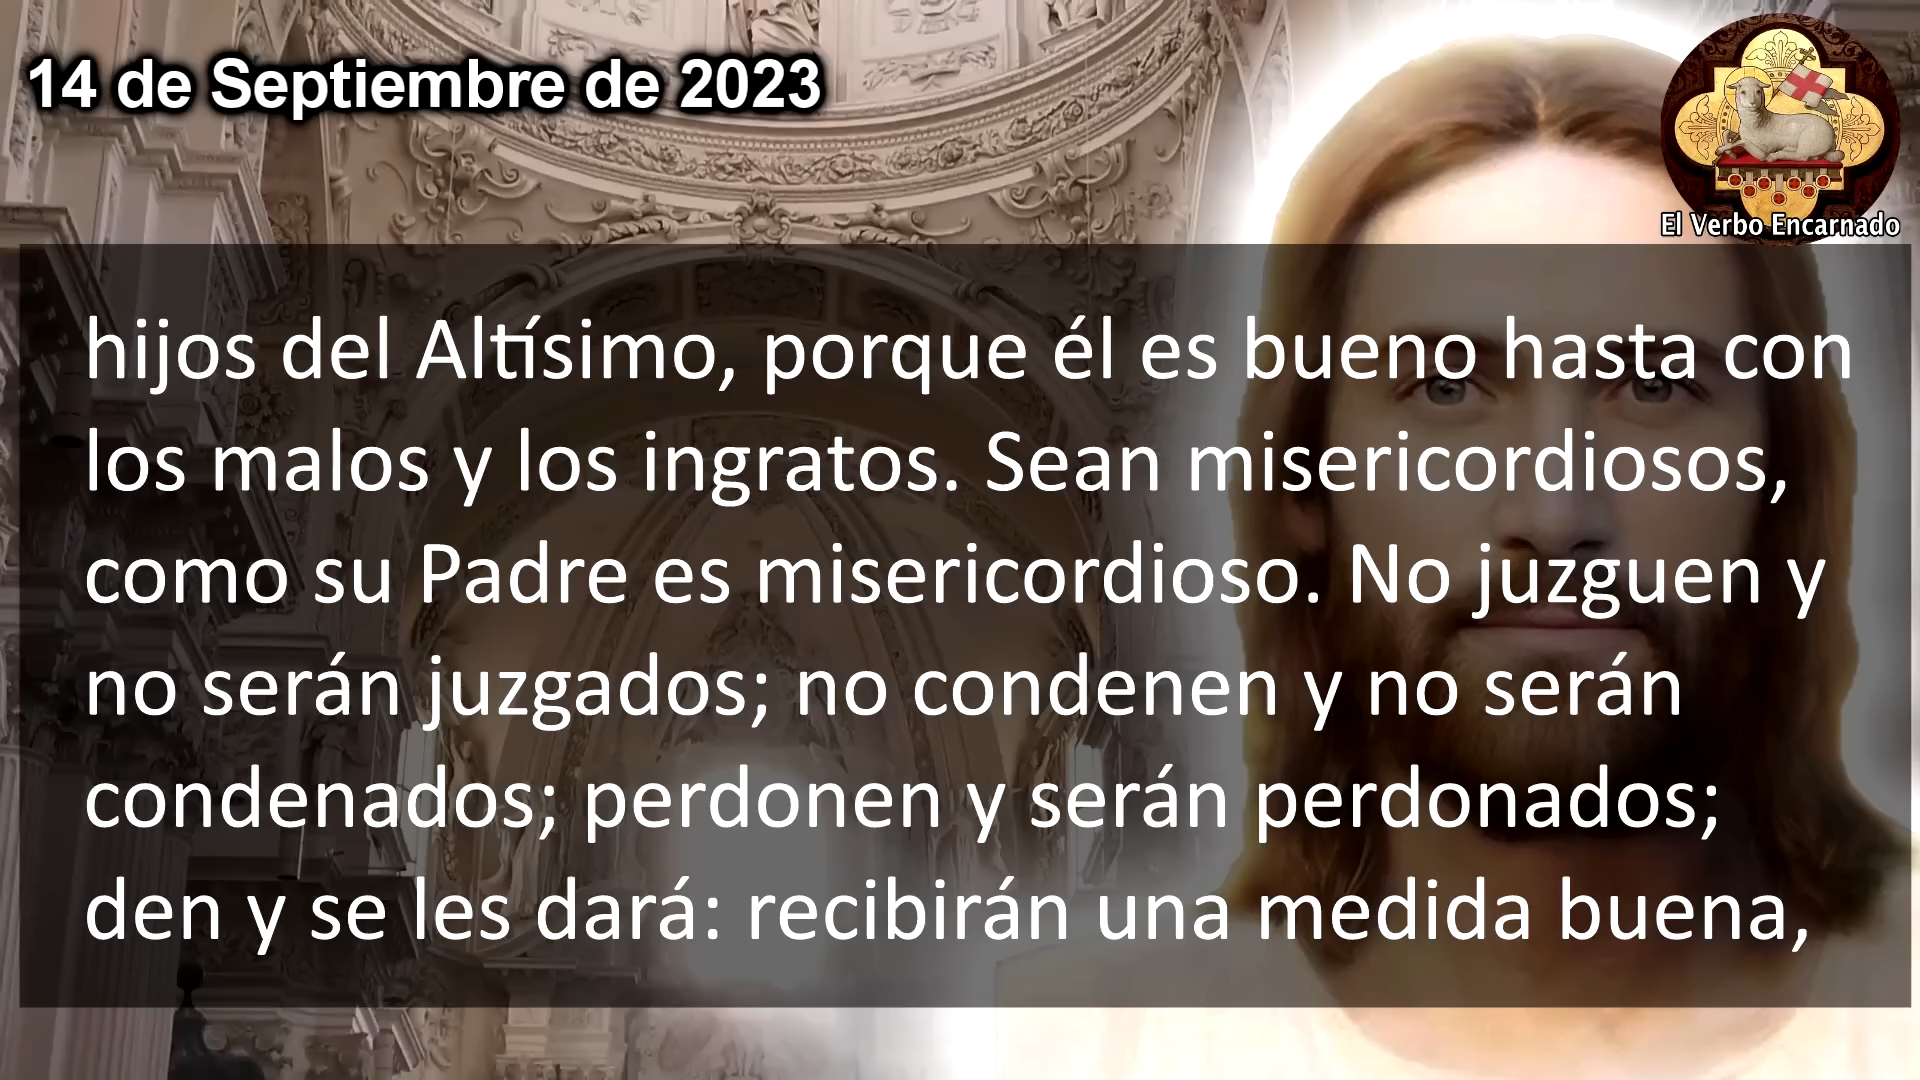 14 de Septiembre de 2023
El Verbo Encarnado
hijos del Altísimo, porque él es bueno hasta con
los malos y los ingratos. Sean misericordiosos,
como su Padre es misericordioso. No juzguen y
no serán juzgados; no condenen y no serán
condenados; perdonen y serán perdonados;
den y se les dará: recibirán una medida buena,